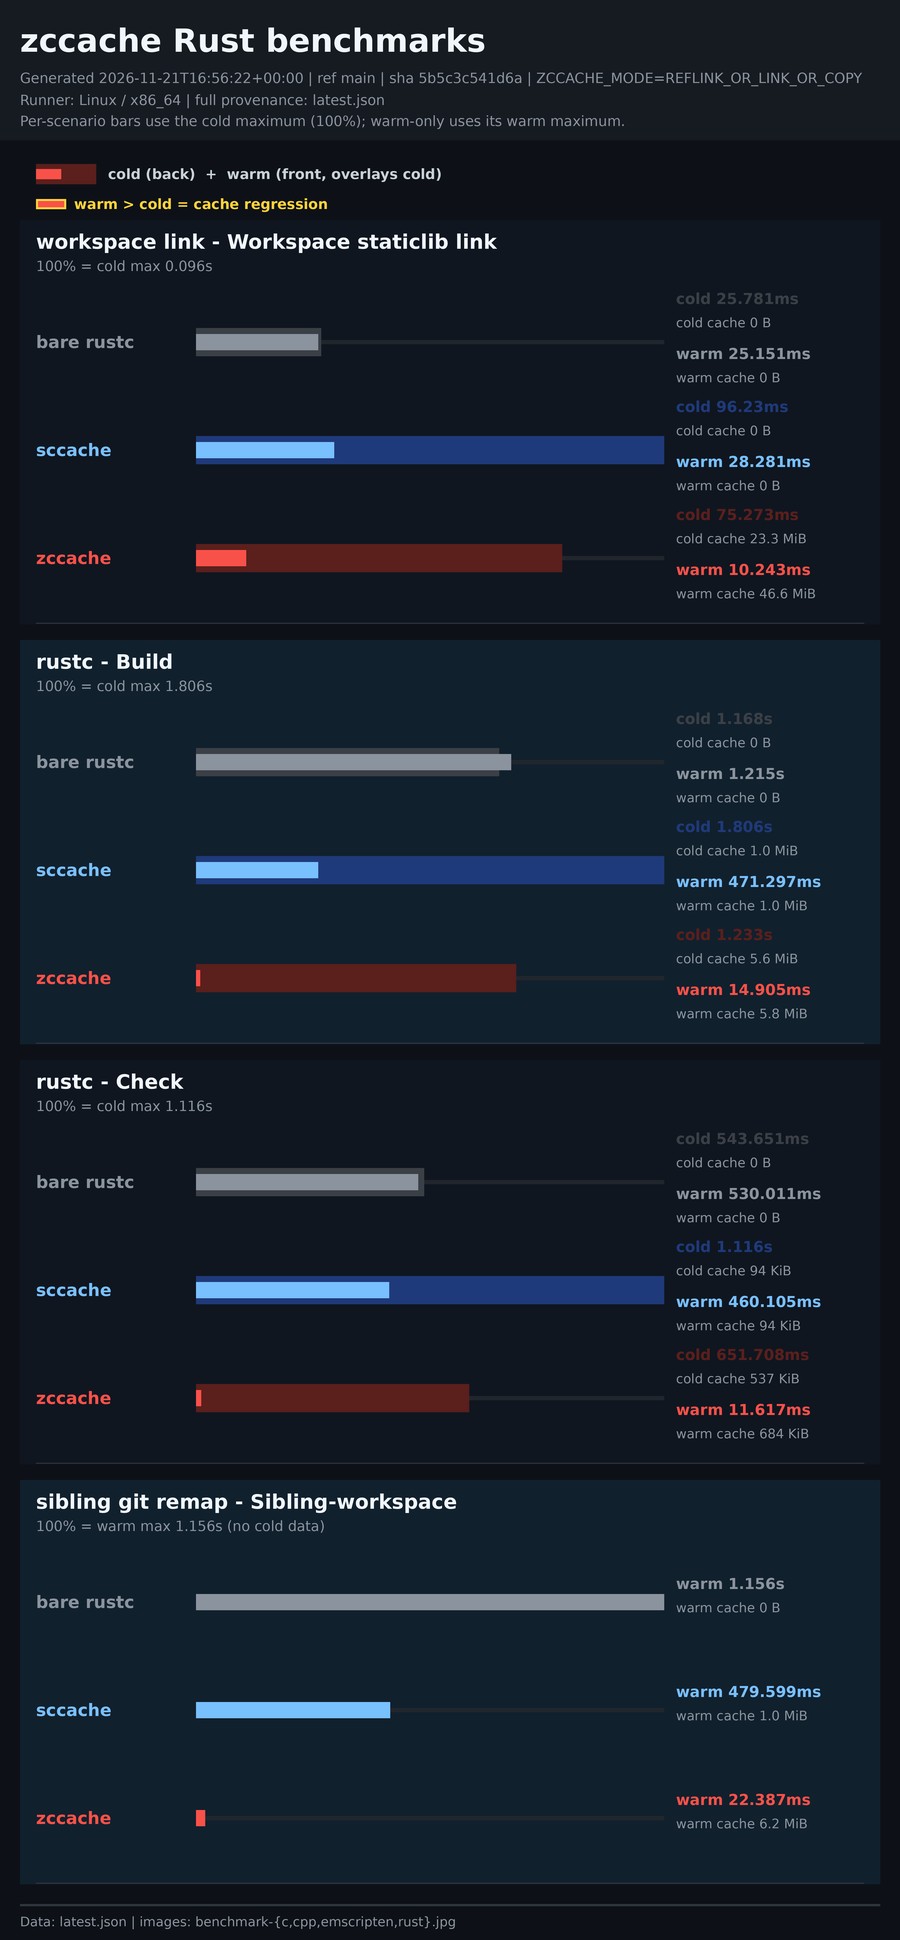 zccache Rust benchmarks
Generated 2026-11-21T16:56:22+00:00 | ref main | sha 5b5c3c541d6a | ZCCACHE_MODE=REFLINK_OR_LINK_OR_COPY
Runner: Linux / x86_64 | full provenance: latest.json
Per-scenario bars use the cold maximum (100%); warm-only uses its warm maximum.
cold (back) + warm (front, overlays cold)
warm > cold = cache regression
workspace link - Workspace staticlib link
100% = cold max 0.096s
bare rustc
cold 25.781ms
cold cache 0 B
warm 25.151ms
warm cache 0 B
sccache
cold 96.23ms
cold cache 0 B
warm 28.281ms
warm cache 0 B
zccache
cold 75.273ms
cold cache 23.3 MiB
warm 10.243ms
warm cache 46.6 MiB
rustc - Build
100% = cold max 1.806s
bare rustc
cold 1.168s
cold cache 0 B
warm 1.215s
warm cache 0 B
sccache
cold 1.806s
cold cache 1.0 MiB
warm 471.297ms
warm cache 1.0 MiB
zccache
cold 1.233s
cold cache 5.6 MiB
warm 14.905ms
warm cache 5.8 MiB
rustc - Check
100% = cold max 1.116s
bare rustc
cold 543.651ms
cold cache 0 B
warm 530.011ms
warm cache 0 B
sccache
cold 1.116s
cold cache 94 KiB
warm 460.105ms
warm cache 94 KiB
zccache
cold 651.708ms
cold cache 537 KiB
warm 11.617ms
warm cache 684 KiB
sibling git remap - Sibling-workspace
100% = warm max 1.156s (no cold data)
bare rustc
warm 1.156s
warm cache 0 B
sccache
warm 479.599ms
warm cache 1.0 MiB
zccache
warm 22.387ms
warm cache 6.2 MiB
Data: latest.json | images: benchmark-{c,cpp,emscripten,rust}.jpg